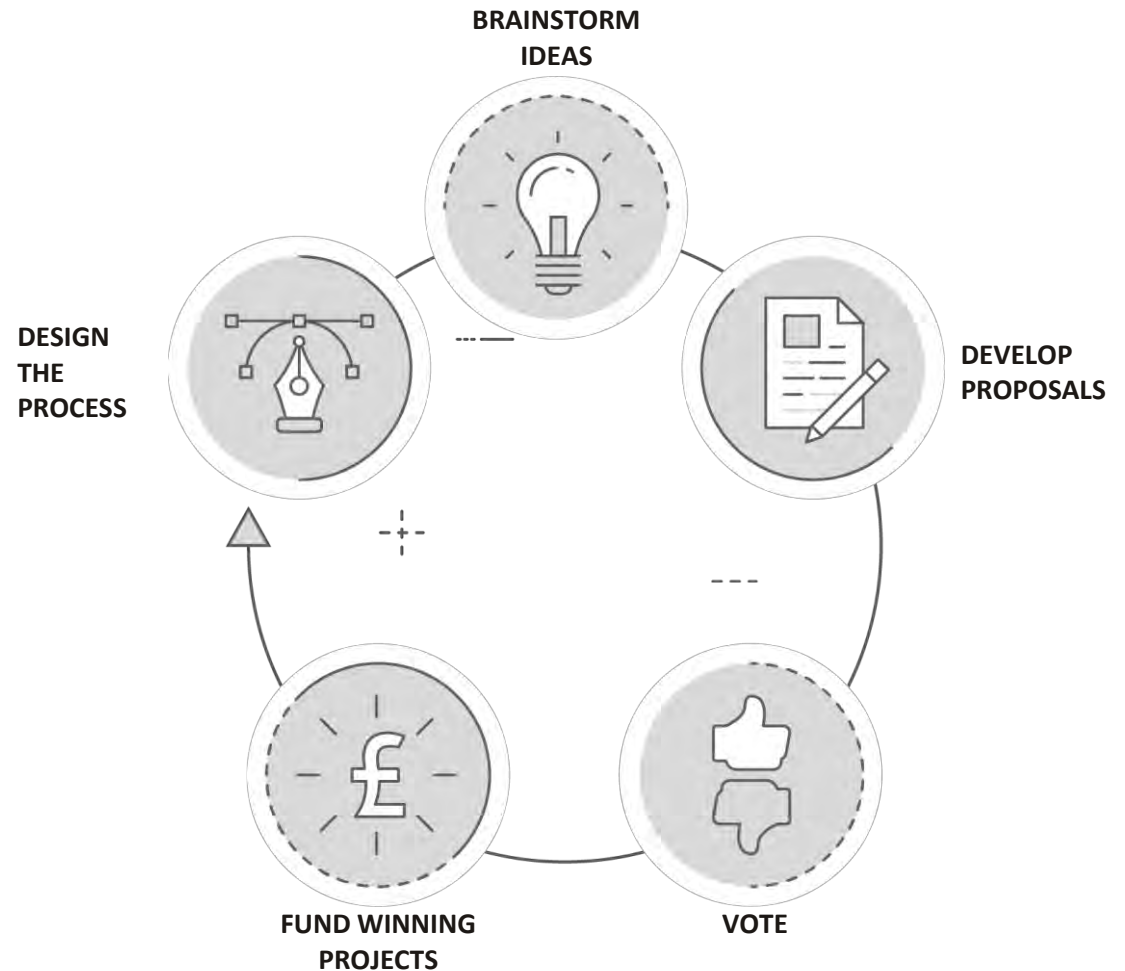 BRAINSTORM
IDEAS
DESIGN
THE
PROCESS
DEVELOP
PROPOSALS
£
FUND WINNING
PROJECTS
VOTE